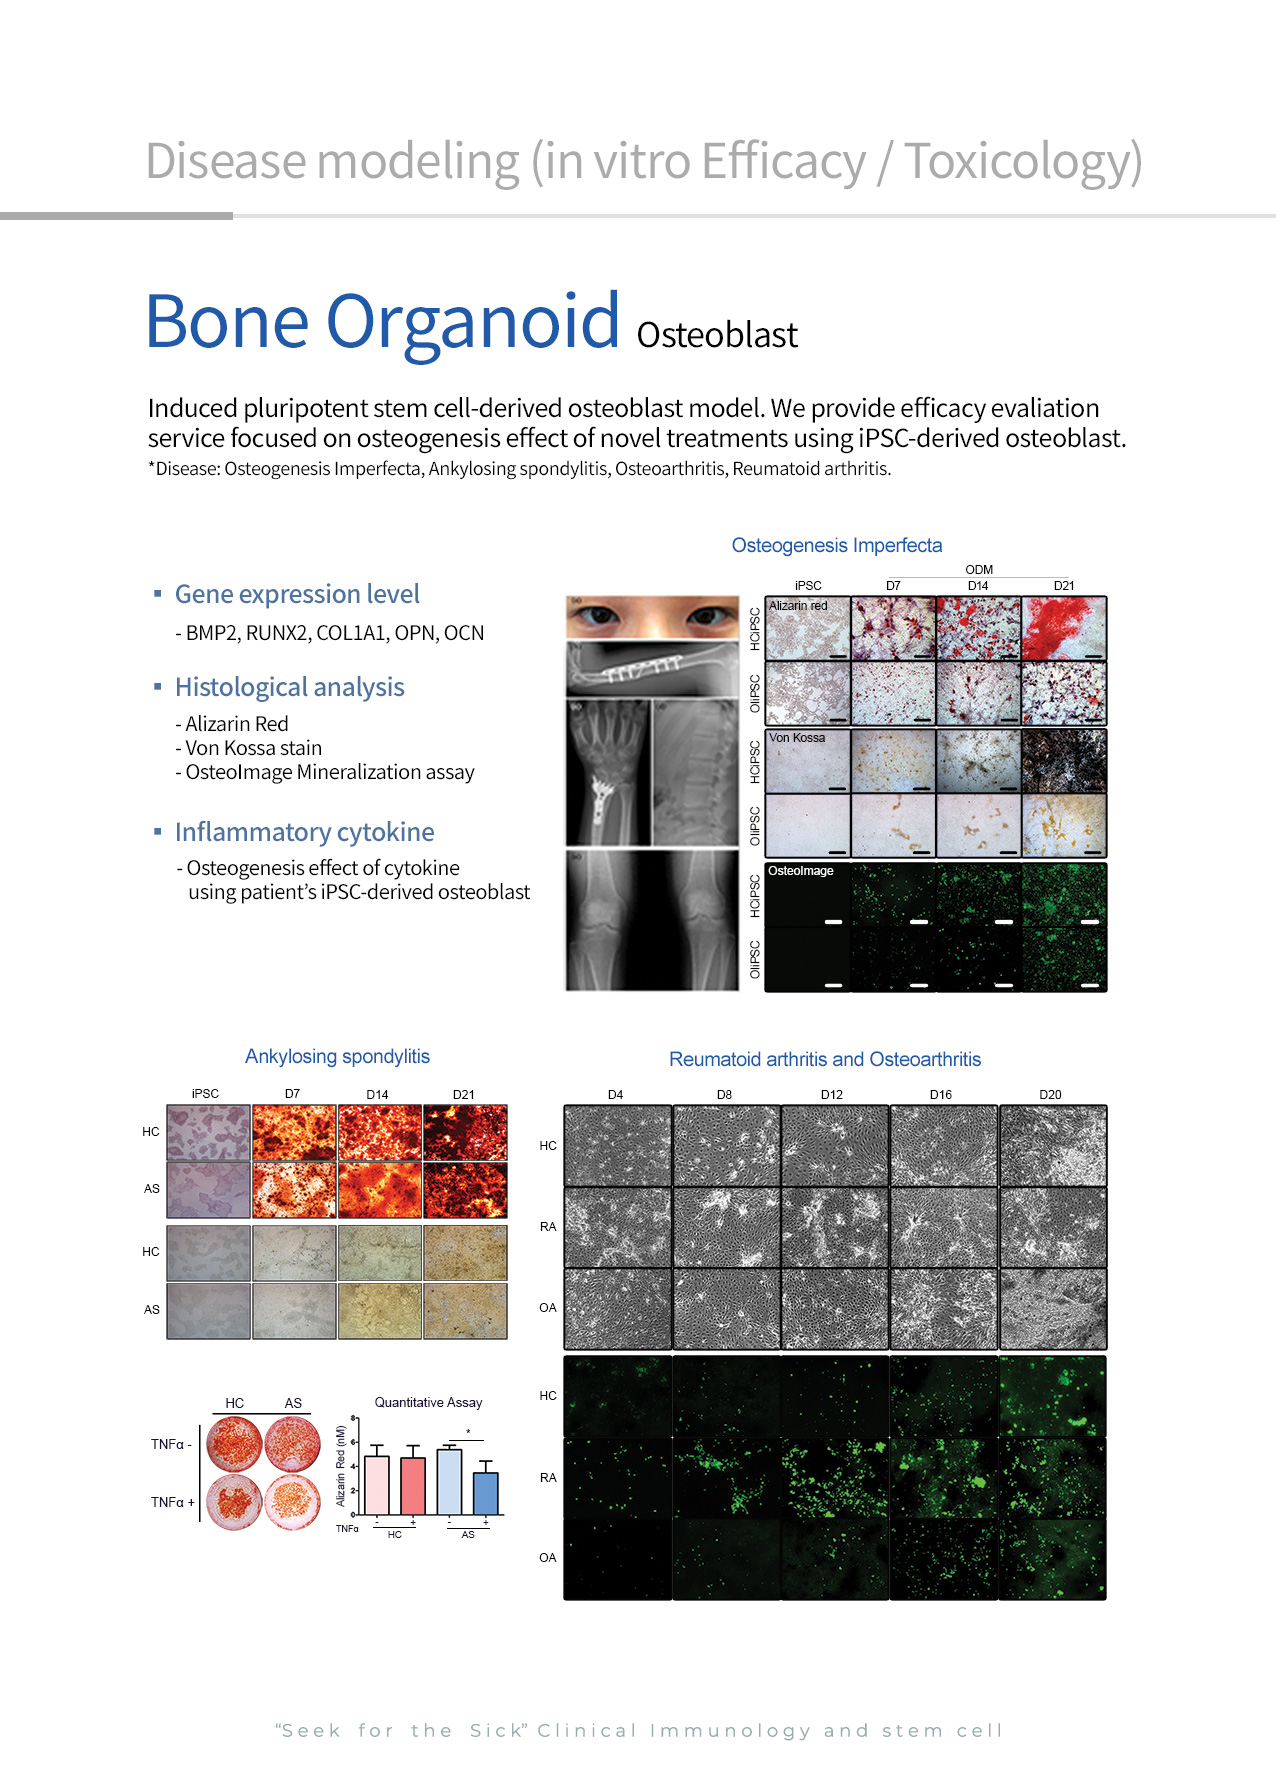 Disease modeling (in vitro Efficacy / Toxicology)
Bone Organoid Osteoblast
Induced pluripotent stem cell-derived osteoblast model. We provide efficacy evaliation
service focused on osteogenesis effect of novel treatments using iPSC-derived osteoblast.
*Disease: Osteogenesis Imperfecta, Ankylosing spondylitis, Osteoarthritis, Reumatoid arthritis.
▪ Gene expression level
- BMP2, RUNX2, COL1A1, OPN, OCN
▪ Histological analysis
- Alizarin Red
- Von Kossa stain
- OsteoImage Mineralization assay
▪ Inflammatory cytokine
- Osteogenesis effect of cytokine
using patient's iPSC-derived osteoblast
Osteogenesis Imperfecta
ODM
iPSC D7 D14 D21
HCiPSC
Alizarin red
OIiPSC
HCiPSC
Von Kossa
OIiPSC
HCiPSC
OsteoImage
OIiPSC
Ankylosing spondylitis
iPSC D7 D14 D21
HC
AS
HC
AS
HC AS
TNFα -
TNFα +
Quantitative Assay
Alizarin Red (nM)
8
6
4
2
0
*
TNFα - + - +
HC AS
Reumatoid arthritis and Osteoarthritis
D4 D8 D12 D16 D20
HC
RA
OA
HC
RA
OA
“Seek for the Sick” Clinical Immunology and stem cell